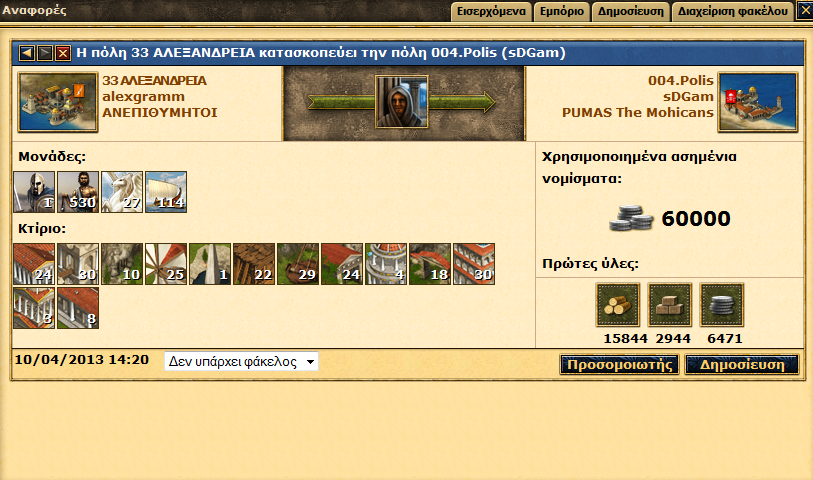 Αναφορές
Εισερχόμενα Εμπόριο Δημοσίευση Διαχείριση φακέλου
Η πόλη 33 ΑΛΕΞΑΝΔΡΕΙΑ κατασκοπεύει την πόλη 004.Polis (sDGam)
33 ΑΛΕΞΑΝΔΡΕΙΑ
alexgramm
ΑΝΕΠΙΘΥΜΗΤΟΙ
004.Polis
sDGam
PUMAS The Mohicans
Μονάδες:
1 530 27 114
Κτίριο:
24 30 10 25 1 22 29 24 4 18 30
3 8
Χρησιμοποιημένα ασημένια
νομίσματα:
60000
Πρώτες ύλες:
15844 2944 6471
10/04/2013 14:20 Δεν υπάρχει φάκελος
Προσομοιωτής Δημοσίευση